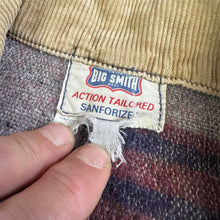 BIG SMITH
ACTION TAILORED
SANFORIZED